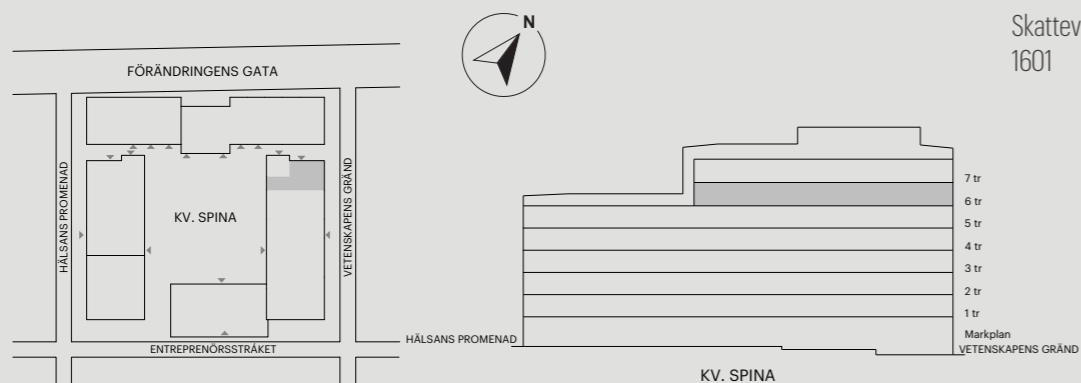 FÖRÄNDRINGENS GATA
HÄLSANS PROMENAD
KV. SPINA
VETENSKAPENS GRÄND
ENTREPRENÖRSSTRÅKET
N
Skattev
1601
7 tr
6 tr
5 tr
4 tr
3 tr
2 tr
1 tr
Markplan
HÄLSANS PROMENAD
VETENSKAPENS GRÄND
KV. SPINA